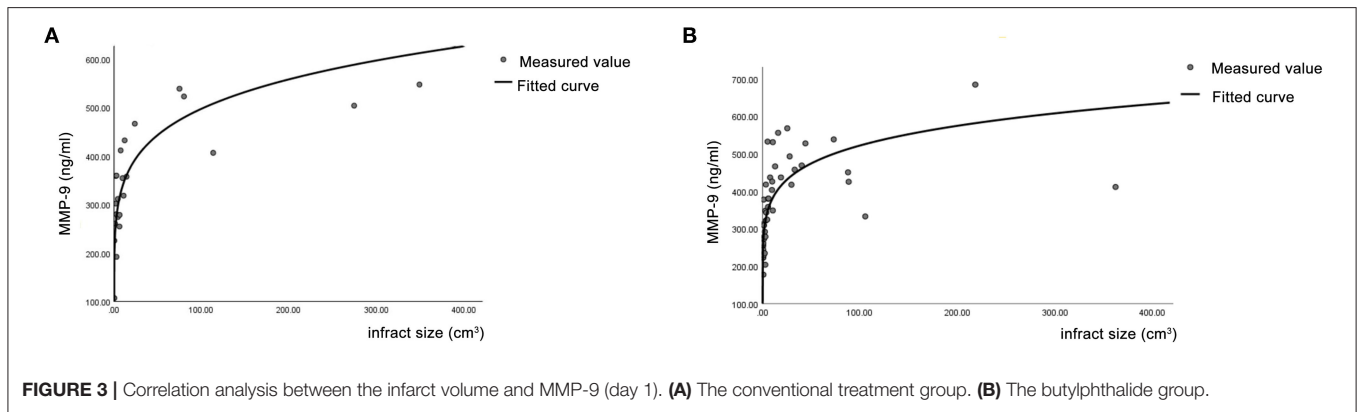 A
600.00
500.00
400.00
300.00
200.00
100.00
MMP-9 (ng/ml)
.00 100.00 200.00 300.00 400.00
infract size (cm³)
Measured value
Fitted curve
B
700.00
600.00
500.00
400.00
300.00
200.00
100.00
MMP-9 (ng/ml)
.00 100.00 200.00 300.00 400.00
infract size (cm³)
Measured value
Fitted curve
FIGURE 3 | Correlation analysis between the infarct volume and MMP-9 (day 1). (A) The conventional treatment group. (B) The butylphthalide group.